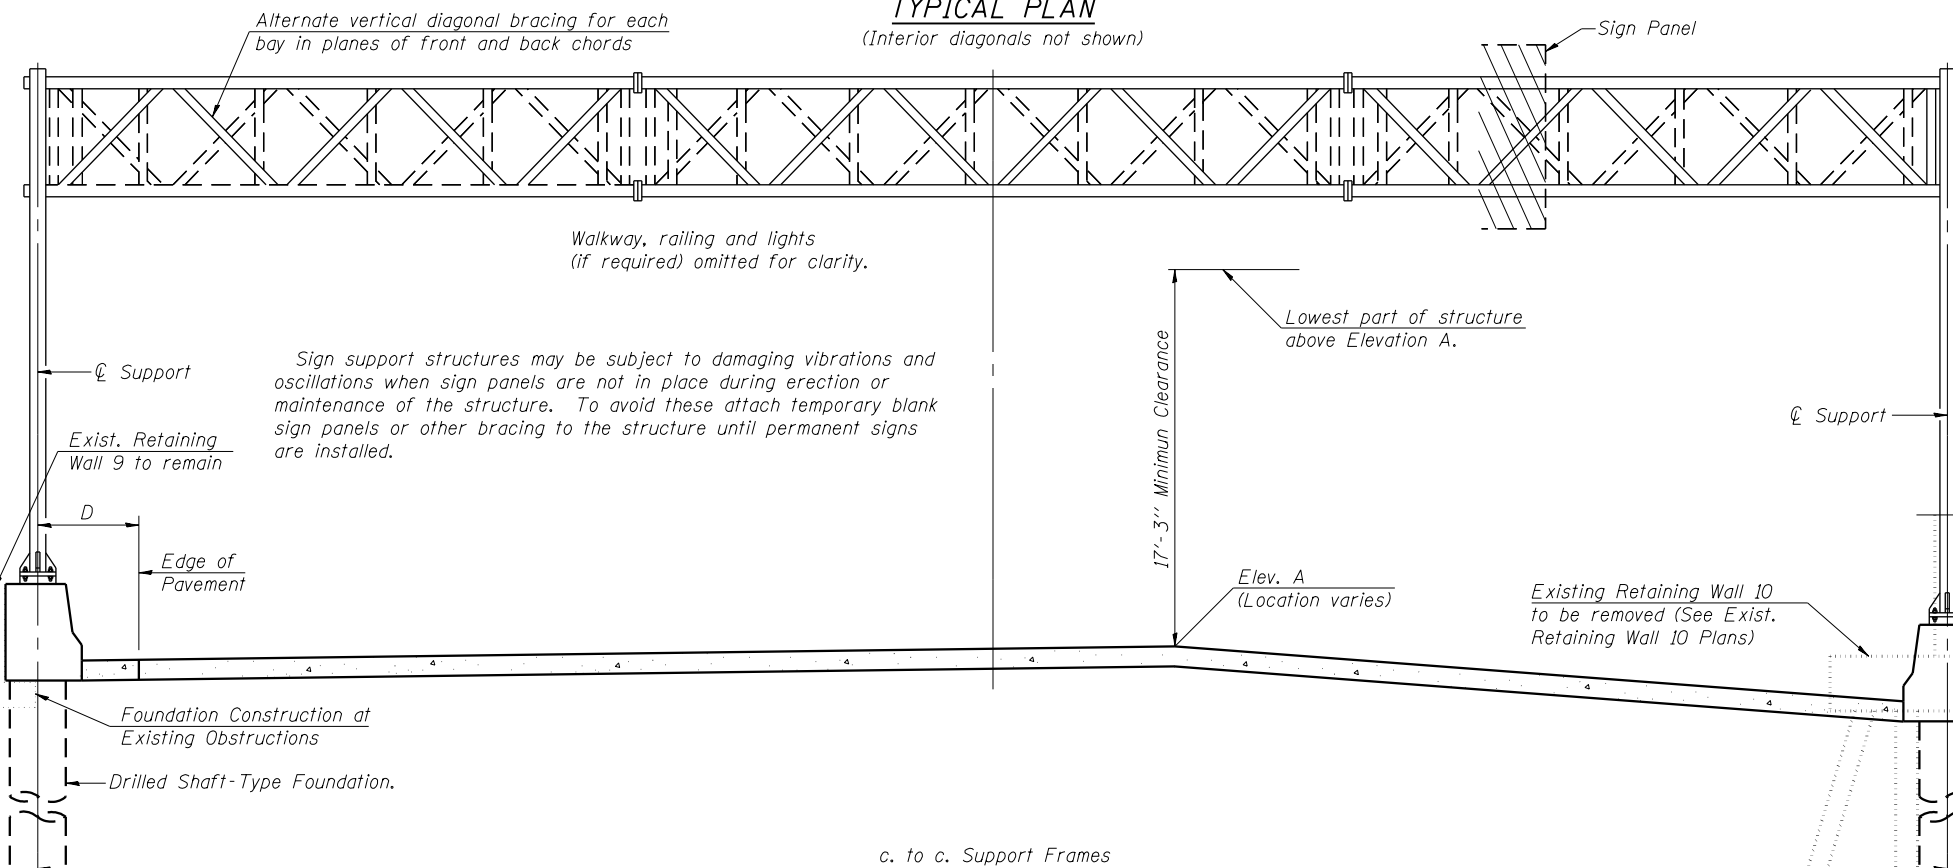 TYPICAL PLAN
(Interior diagonals not shown)
Alternate vertical diagonal bracing for each
bay in planes of front and back chords
Sign Panel
Walkway, railing and lights
(if required) omitted for clarity.
Lowest part of structure
above Elevation A.
17'-3" Minimun Clearance
℄ Support
Sign support structures may be subject to damaging vibrations and
oscillations when sign panels are not in place during erection or
maintenance of the structure. To avoid these attach temporary blank
sign panels or other bracing to the structure until permanent signs
are installed.
℄ Support
Exist. Retaining
Wall 9 to remain
D
Edge of
Pavement
Elev. A
(Location varies)
Existing Retaining Wall 10
to be removed (See Exist.
Retaining Wall 10 Plans)
Foundation Construction at
Existing Obstructions
Drilled Shaft-Type Foundation.
c. to c. Support Frames